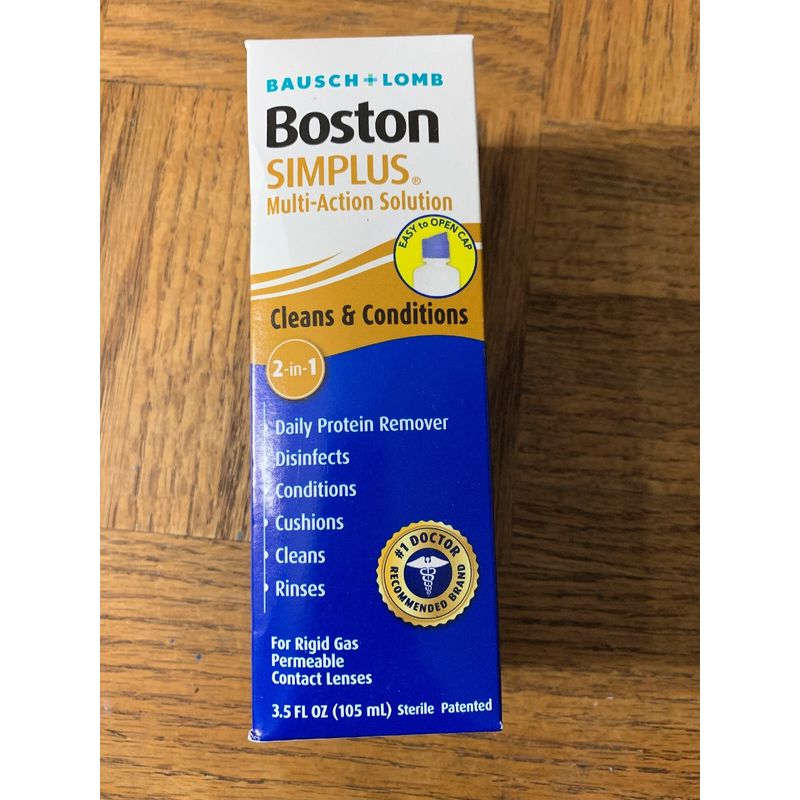 BAUSCH+LOMB
Boston
SIMPLUS®
Multi-Action Solution
EASY to OPEN CAP
Cleans & Conditions
2-in-1
Daily Protein Remover
Disinfects
Conditions
Cushions
Cleans
Rinses
#1 DOCTOR
RECOMMENDED BRAND
For Rigid Gas
Permeable
Contact Lenses
3.5 FL OZ (105 mL) Sterile Patented